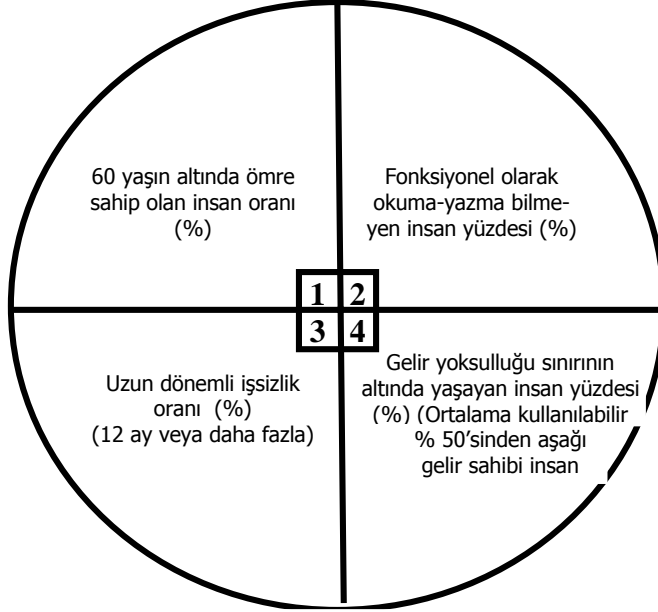 60 yaşın altında ömre
sahip olan insan oranı
(%)
Fonksiyonel olarak
okuma-yazma bilme-
yen insan yüzdesi (%)
1 2
3 4
Uzun dönemli işsizlik
oranı (%)
(12 ay veya daha fazla)
Gelir yoksulluğu sınırının
altında yaşayan insan yüzdesi
(%) (Ortalama kullanılabilir
% 50’sinden aşağı
gelir sahibi insan